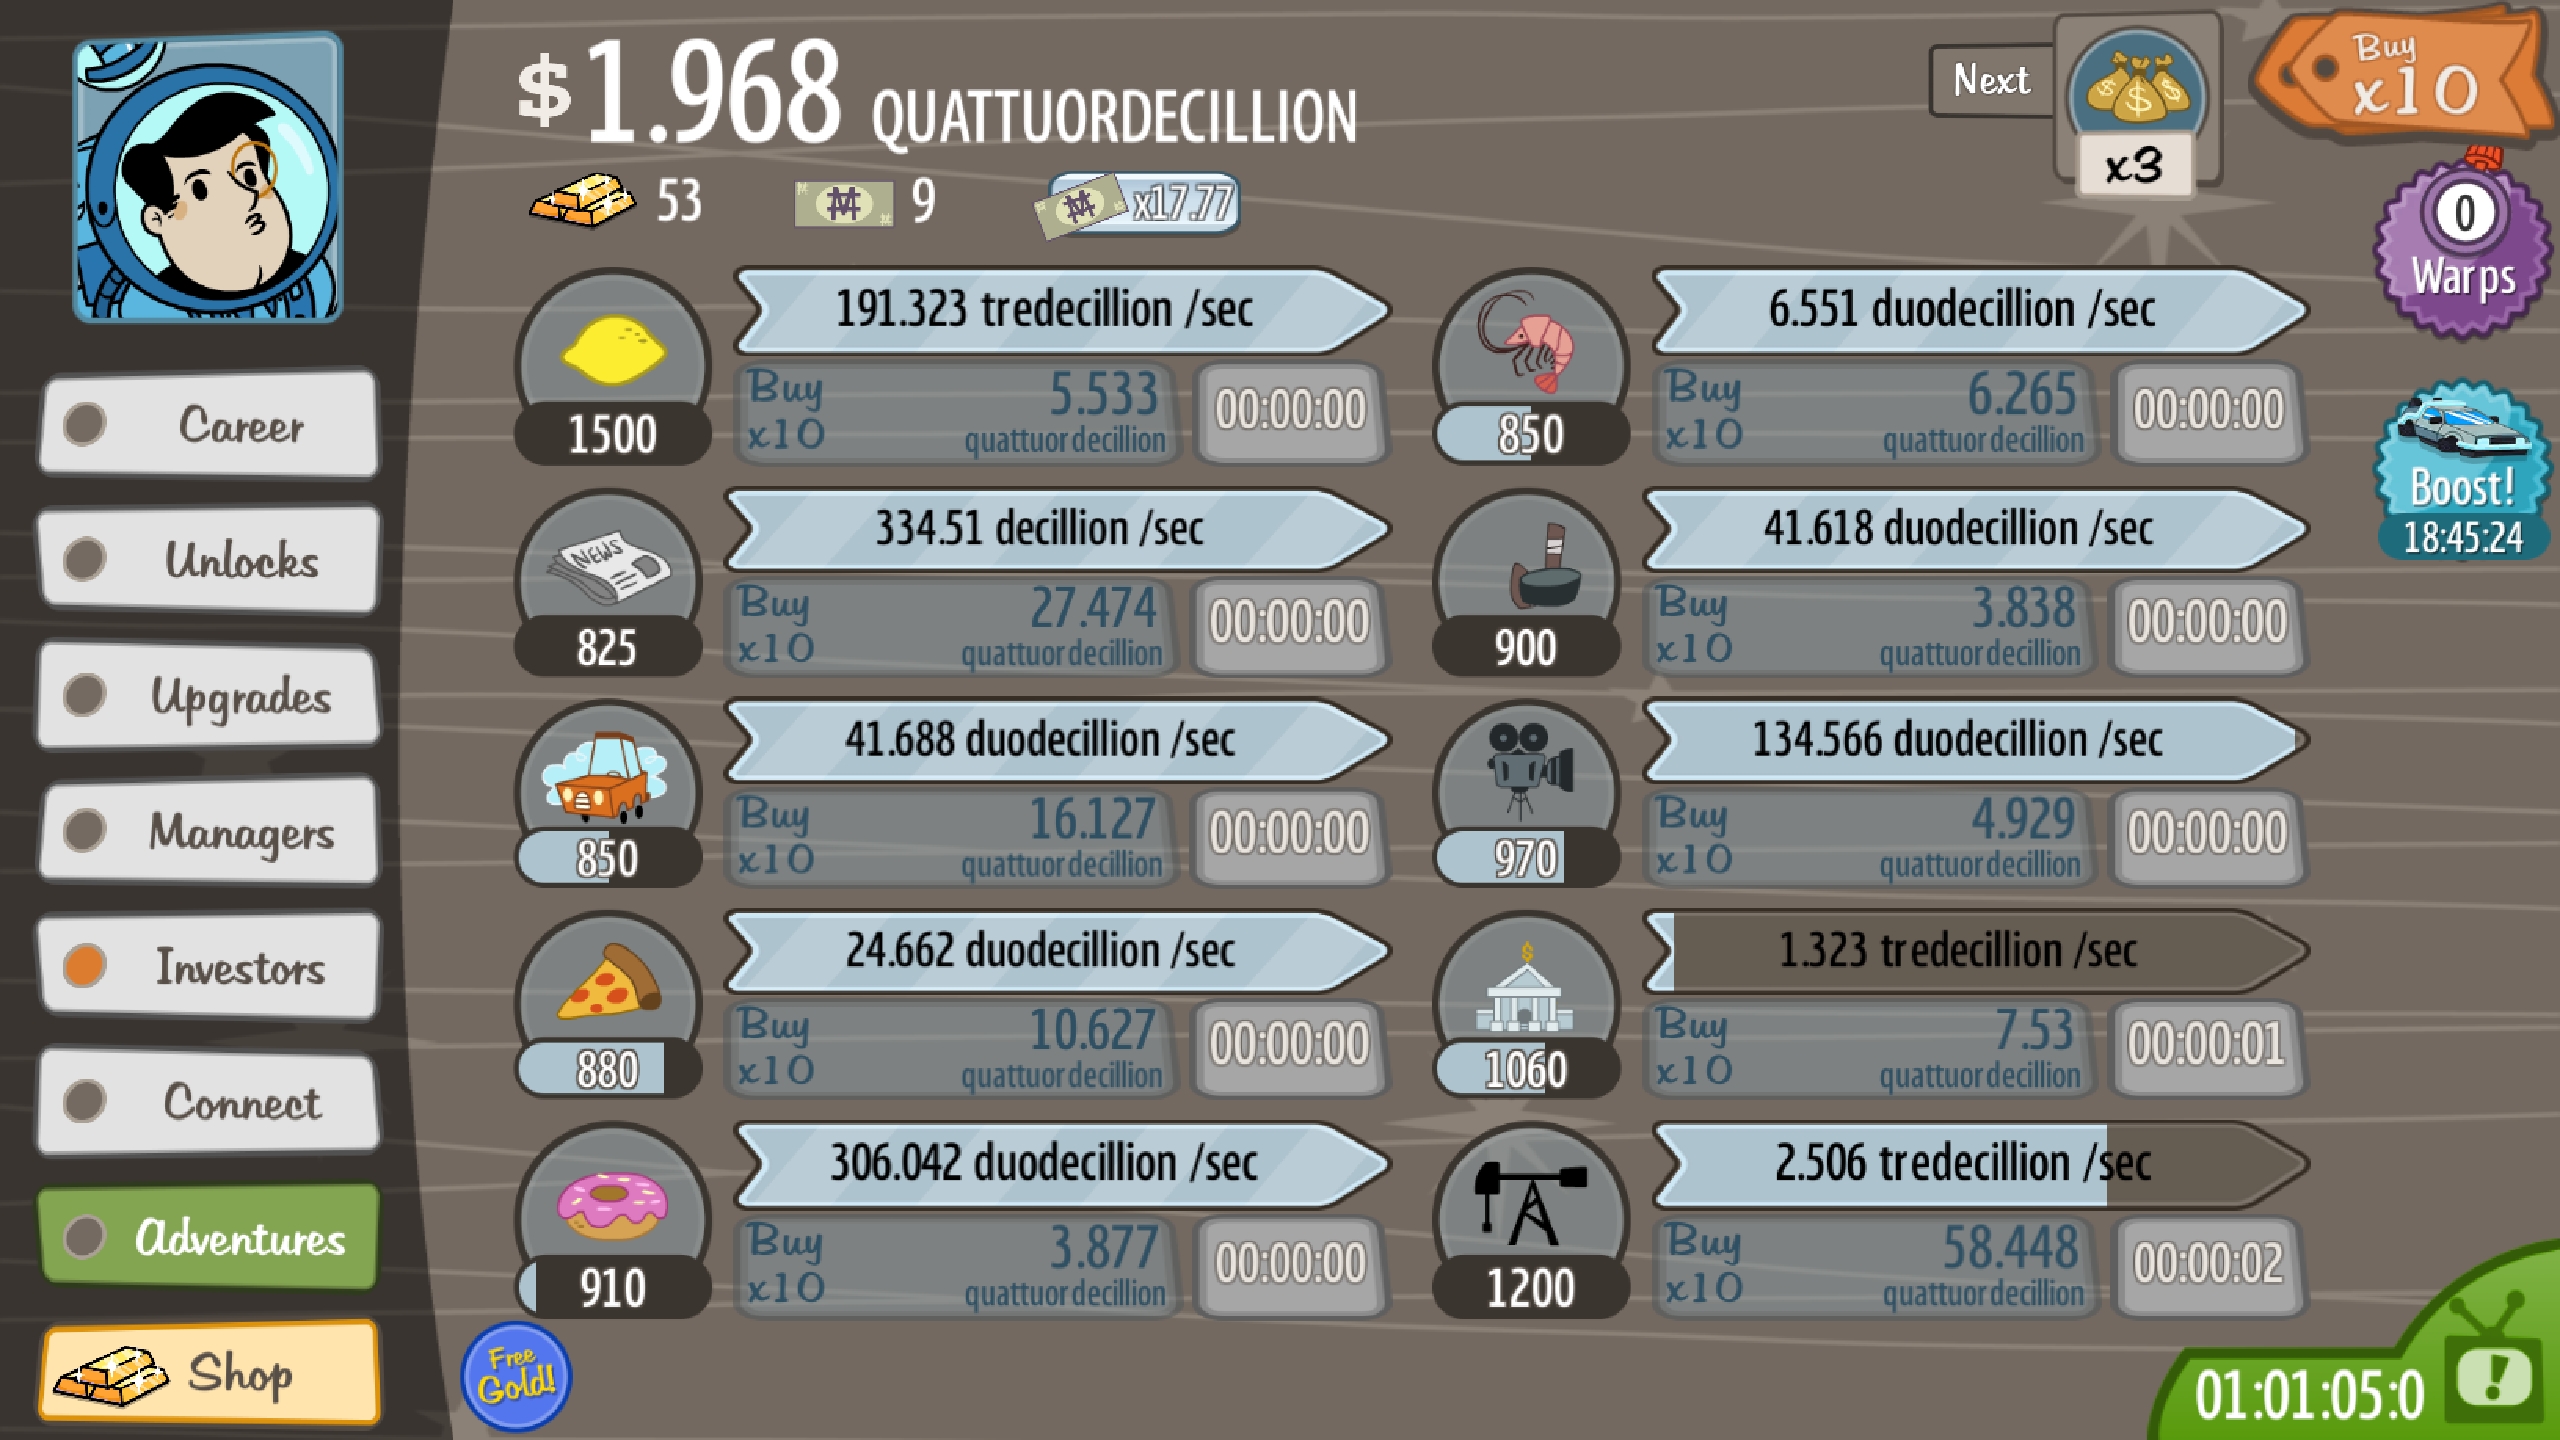 $1.968 QUATTUORDECILLION
Next
x3
Buy
x10
53
9
x17.77
0
Warps
Boost!
18:45:24
Career
Unlocks
Upgrades
Managers
Investors
Connect
Adventures
Shop
191.323 tredecillion /sec
1500
Buy
x10
5.533
quattuordecillion
00:00:00
6.551 duodecillion /sec
850
Buy
x10
6.265
quattuordecillion
00:00:00
334.51 decillion /sec
NEWS
825
Buy
x10
27.474
quattuordecillion
00:00:00
41.618 duodecillion /sec
900
Buy
x10
3.838
quattuordecillion
00:00:00
41.688 duodecillion /sec
850
Buy
x10
16.127
quattuordecillion
00:00:00
134.566 duodecillion /sec
970
Buy
x10
4.929
quattuordecillion
00:00:00
24.662 duodecillion /sec
880
Buy
x10
10.627
quattuordecillion
00:00:00
1.323 tredecillion /sec
1060
Buy
x10
7.53
quattuordecillion
00:00:01
306.042 duodecillion /sec
910
Buy
x10
3.877
quattuordecillion
00:00:00
2.506 tredecillion /sec
1200
Buy
x10
58.448
quattuordecillion
00:00:02
Free
Gold!
01:01:05:0